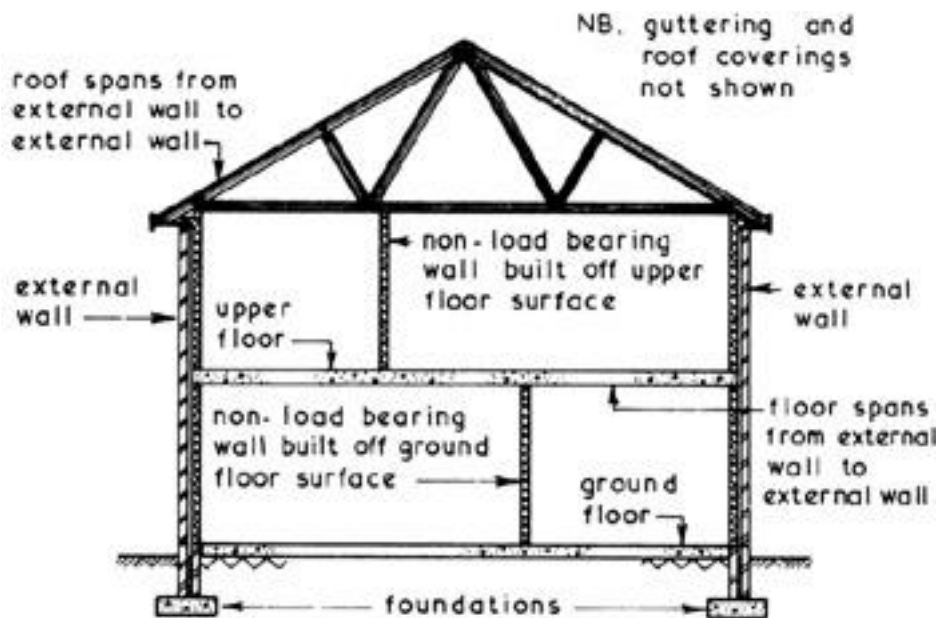 NB. guttering and
roof coverings
not shown
roof spans from
external wall to
external wall
non-load bearing
wall built off upper
floor surface
external
wall
upper
floor
external
wall
non-load bearing
wall built off ground
floor surface
floor spans
from external
wall to
external wall
ground
floor
foundations